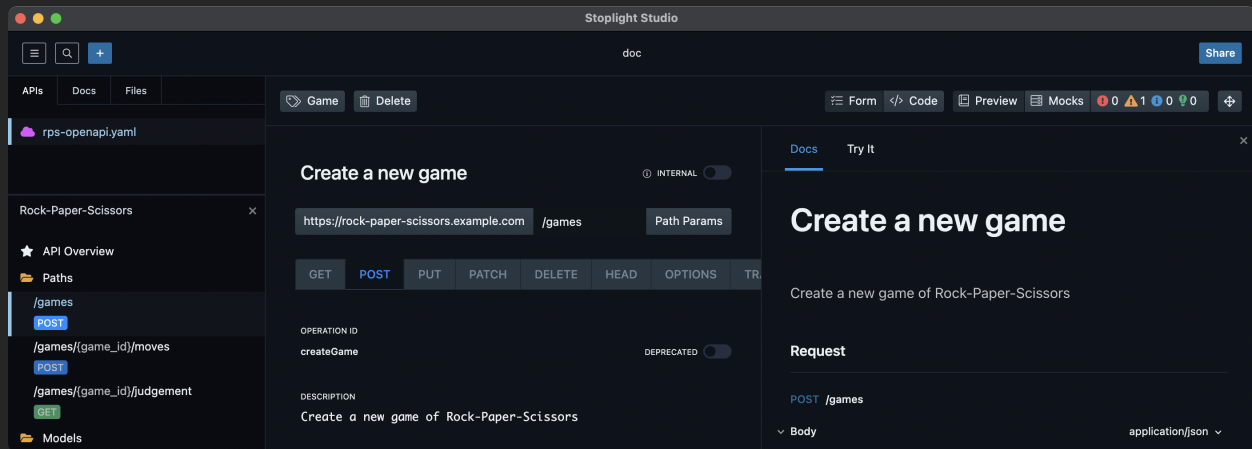 Stoplight Studio
doc
Share
APIs
Docs
Files
rps-openapi.yaml
Rock-Paper-Scissors
API Overview
Paths
/games
POST
/games/{game_id}/moves
POST
/games/{game_id}/judgement
GET
Models
Game
Delete
Form
Code
Preview
Mocks
0
1
0
0
Create a new game
INTERNAL
https://rock-paper-scissors.example.com
/games
Path Params
GET
POST
PUT
PATCH
DELETE
HEAD
OPTIONS
OPERATION ID
createGame
DEPRECATED
DESCRIPTION
Create a new game of Rock-Paper-Scissors
Docs
Try It
Create a new game
Create a new game of Rock-Paper-Scissors
Request
POST /games
Body
application/json